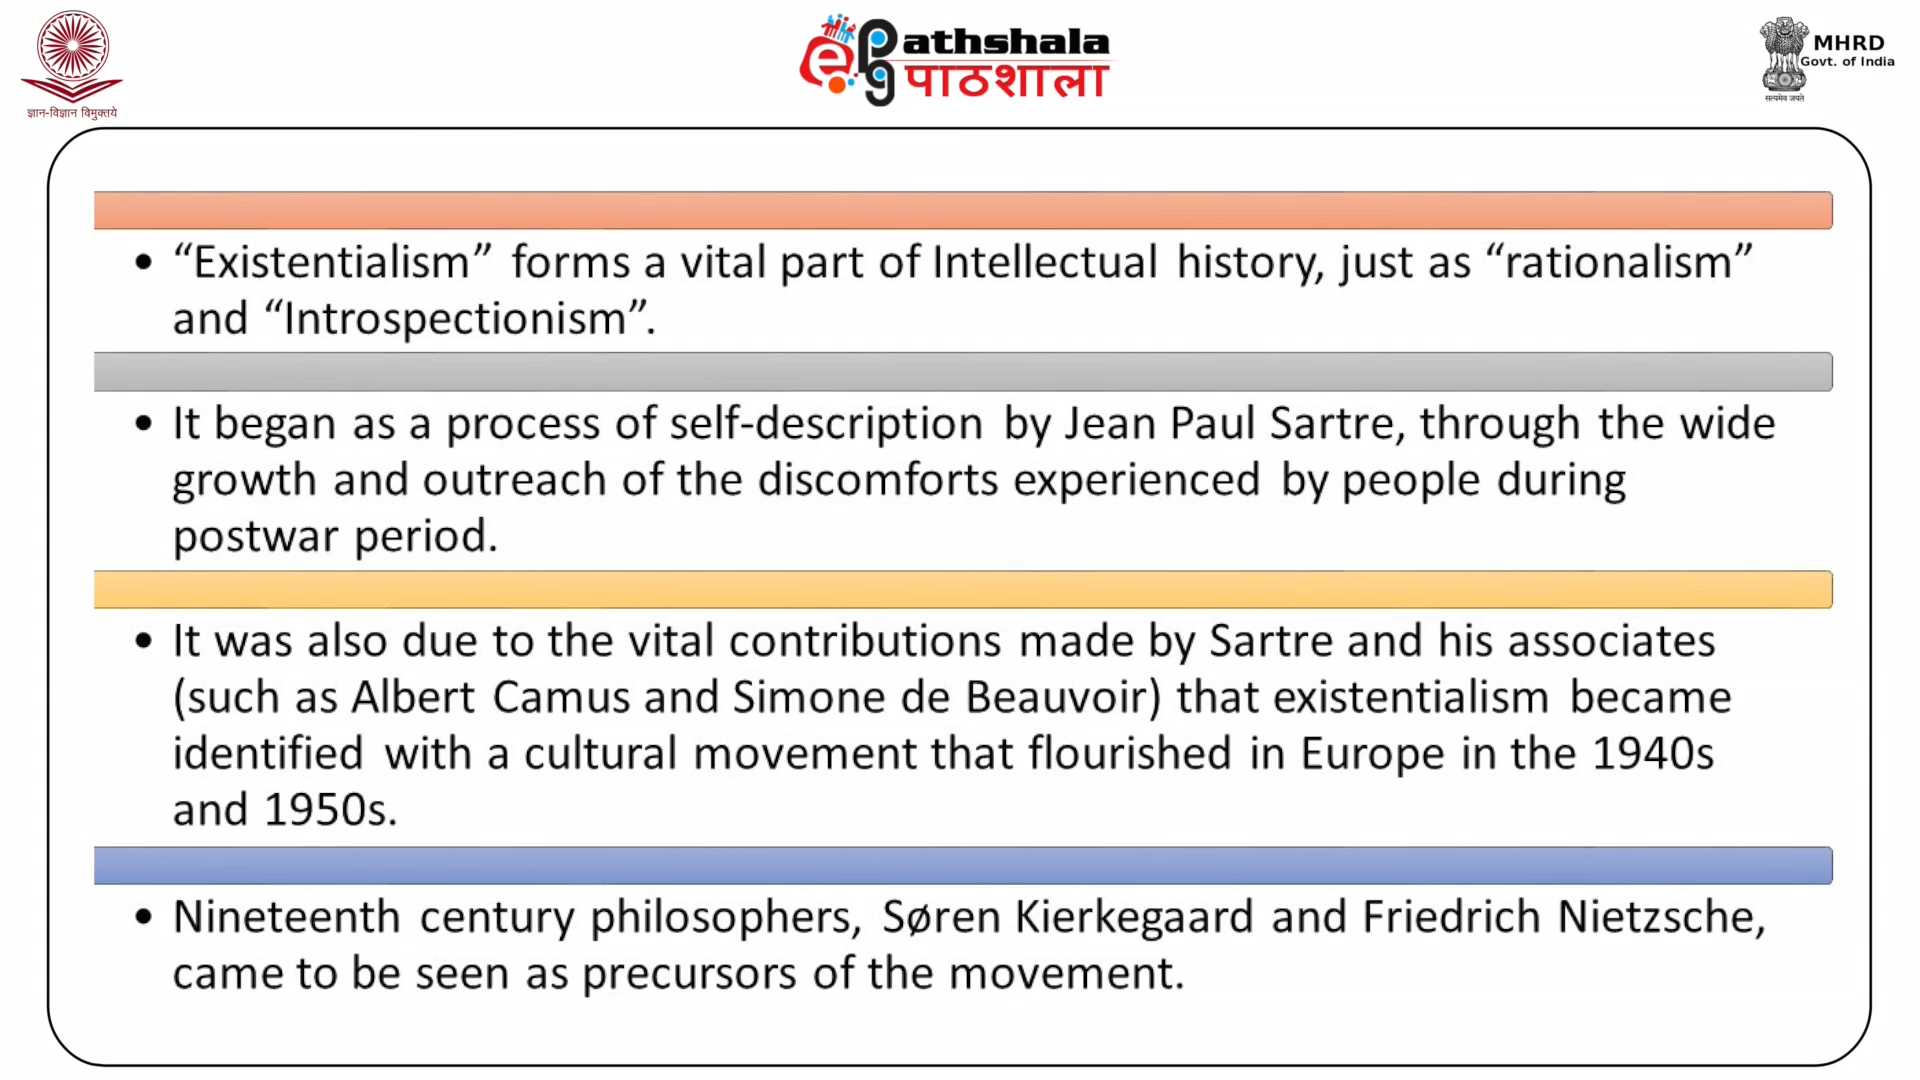 ज्ञान-विज्ञान विमुक्तये
e
pg
athshala
पाठशाला
सत्यमेव जयते
MHRD
Govt. of India
• “Existentialism” forms a vital part of Intellectual history, just as “rationalism”
and “Introspectionism”.
• It began as a process of self-description by Jean Paul Sartre, through the wide
growth and outreach of the discomforts experienced by people during
postwar period.
• It was also due to the vital contributions made by Sartre and his associates
(such as Albert Camus and Simone de Beauvoir) that existentialism became
identified with a cultural movement that flourished in Europe in the 1940s
and 1950s.
• Nineteenth century philosophers, Søren Kierkegaard and Friedrich Nietzsche,
came to be seen as precursors of the movement.